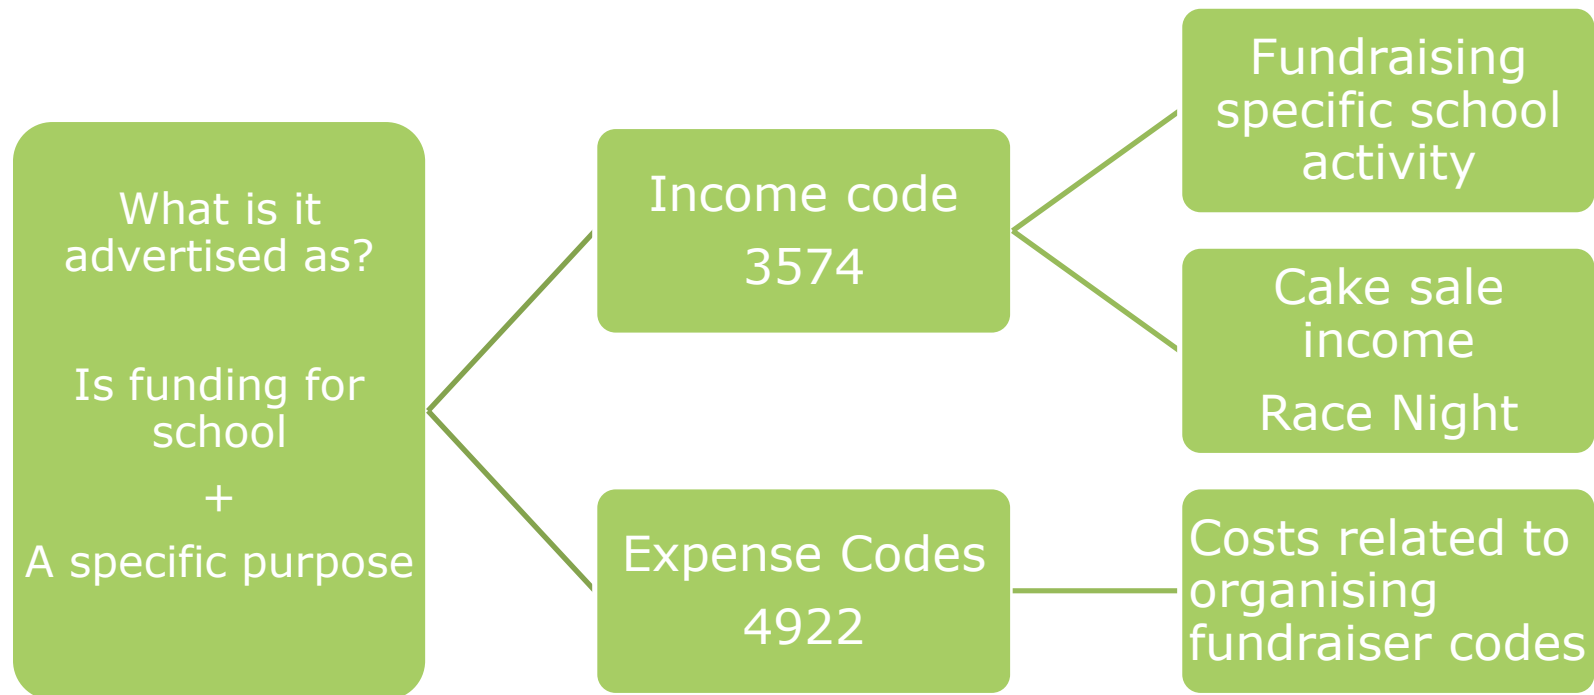 What is it
advertised as?
Is funding for
school
+
A specific purpose
Income code
3574
Expense Codes
4922
Fundraising
specific school
activity
Cake sale
income
Race Night
Costs related to
organising
fundraiser codes